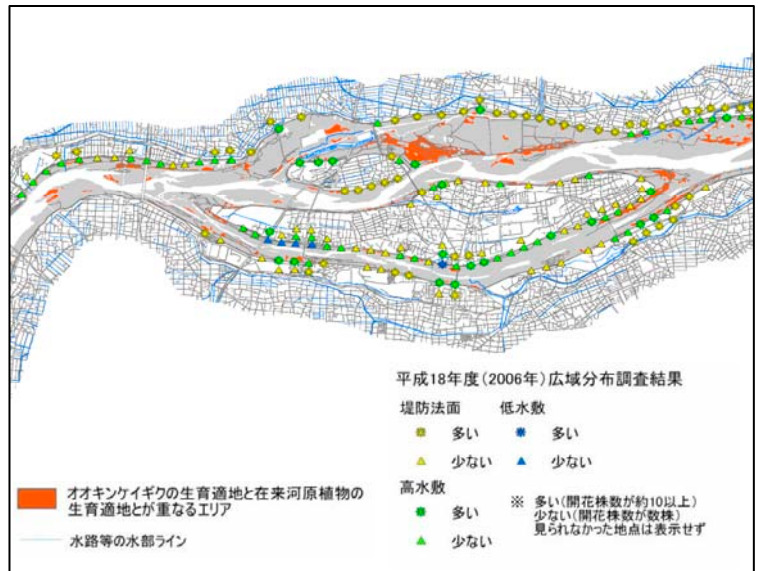 平成18年度(2006年)広域分布調査結果
堤防法面 低水敷
多い 多い
少ない 少ない
高水敷
多い
少ない
※ 多い(開花株数が約10以上)
少ない(開花株数が数株)
見られなかった地点は表示せず
オオキンケイギクの生育適地と在来河原植物の
生育適地とが重なるエリア
水路等の水部ライン